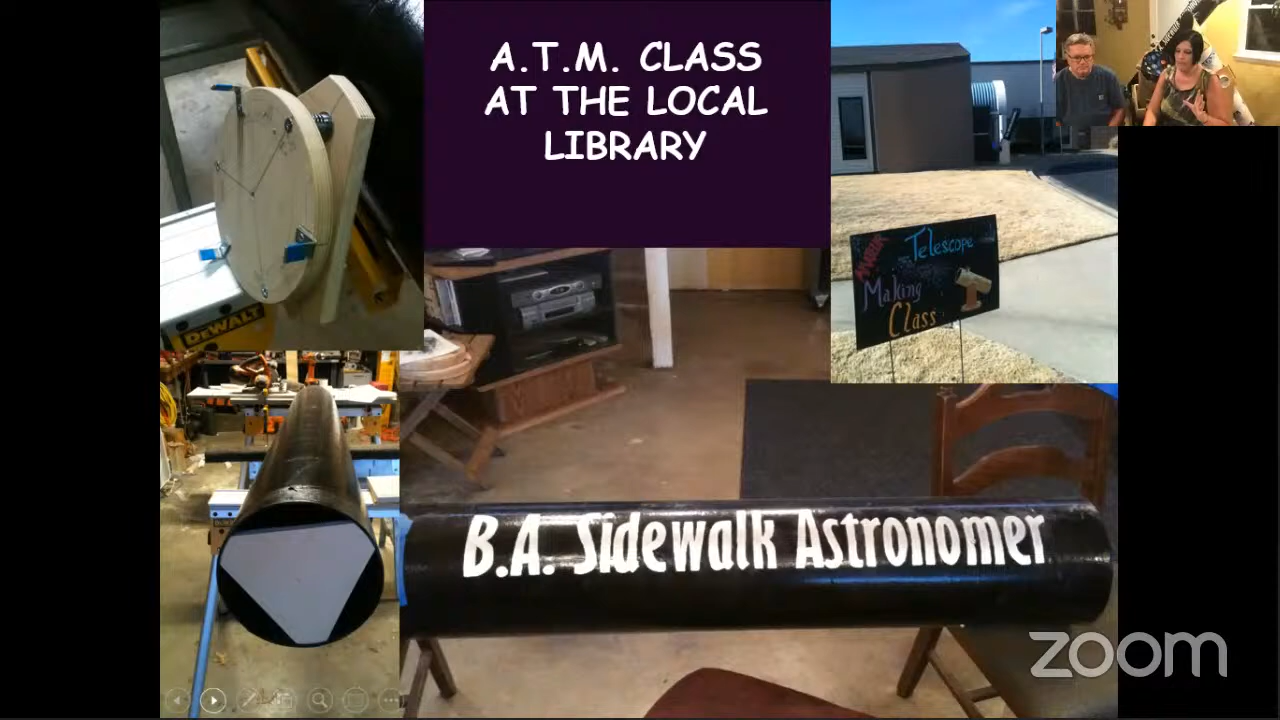 A.T.M. CLASS
AT THE LOCAL
LIBRARY
Telescope
Making
Class
DEWALT
B.A. Sidewalk Astronomer
zoom